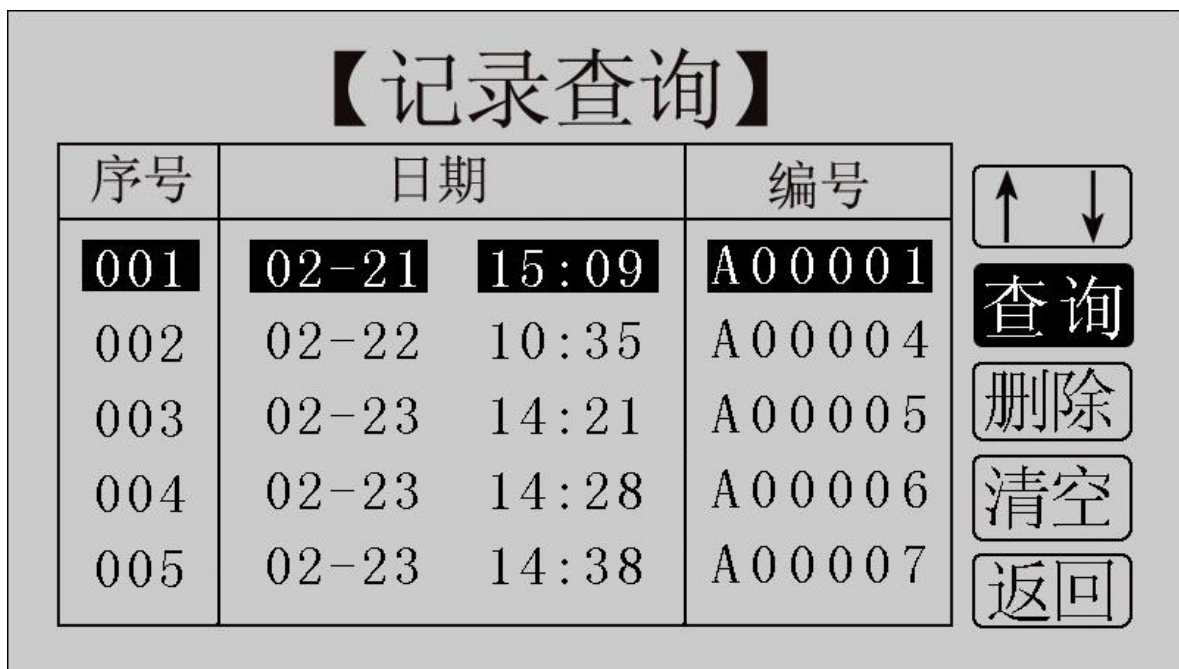 【记录查询】
序号 日期 编号
001 02-21 15:09 A00001
002 02-22 10:35 A00004
003 02-23 14:21 A00005
004 02-23 14:28 A00006
005 02-23 14:38 A00007
↑ ↓
查询
删除
清空
返回